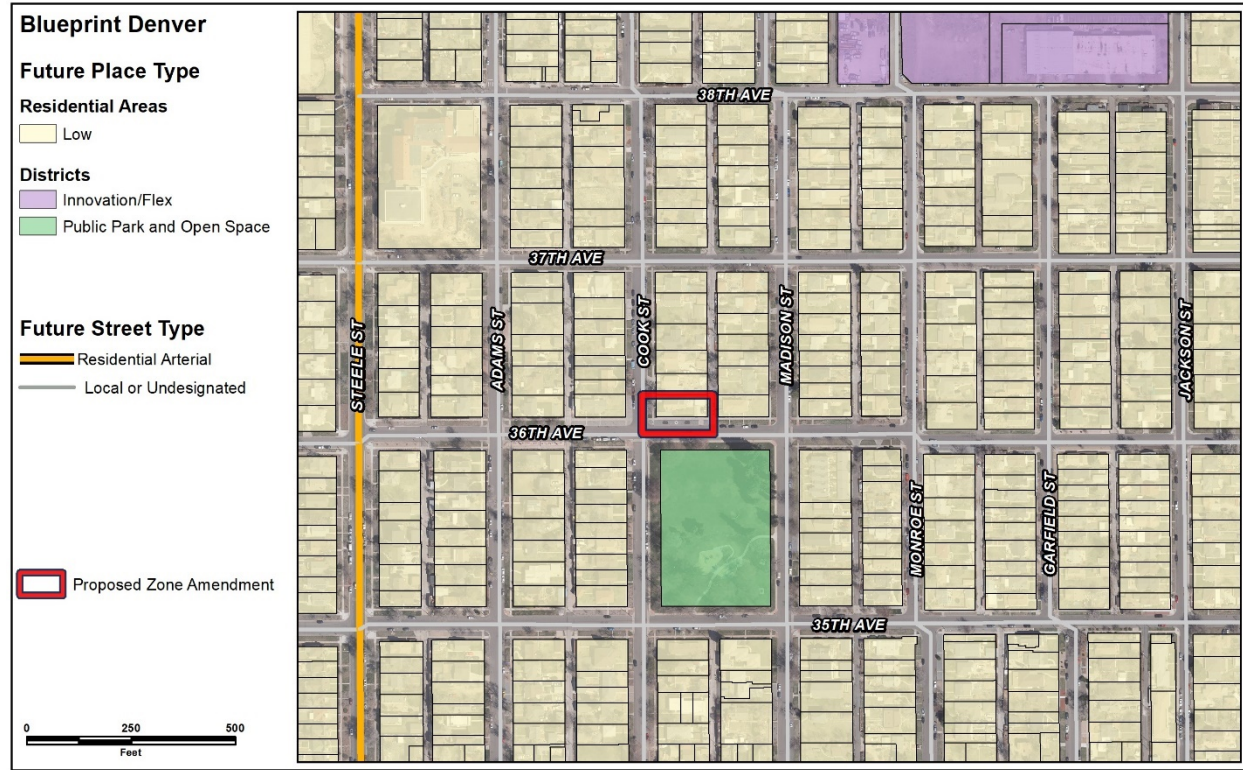 Blueprint Denver
Future Place Type
Residential Areas
Low
Districts
Innovation/Flex
Public Park and Open Space
Future Street Type
Residential Arterial
Local or Undesignated
Proposed Zone Amendment
0 250 500
Feet
38TH AVE
37TH AVE
STEELE ST
ADAMS ST
COOK ST
MADISON ST
JACKSON ST
36TH AVE
MONROE ST
GARFIELD ST
35TH AVE